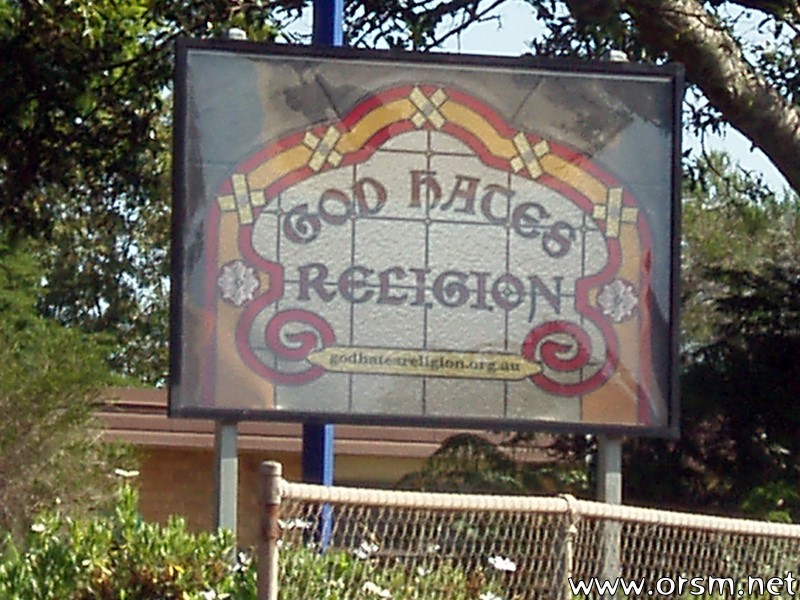 GOD HATES
RELIGION
godhatesreligion.org.au
www.orsm.net